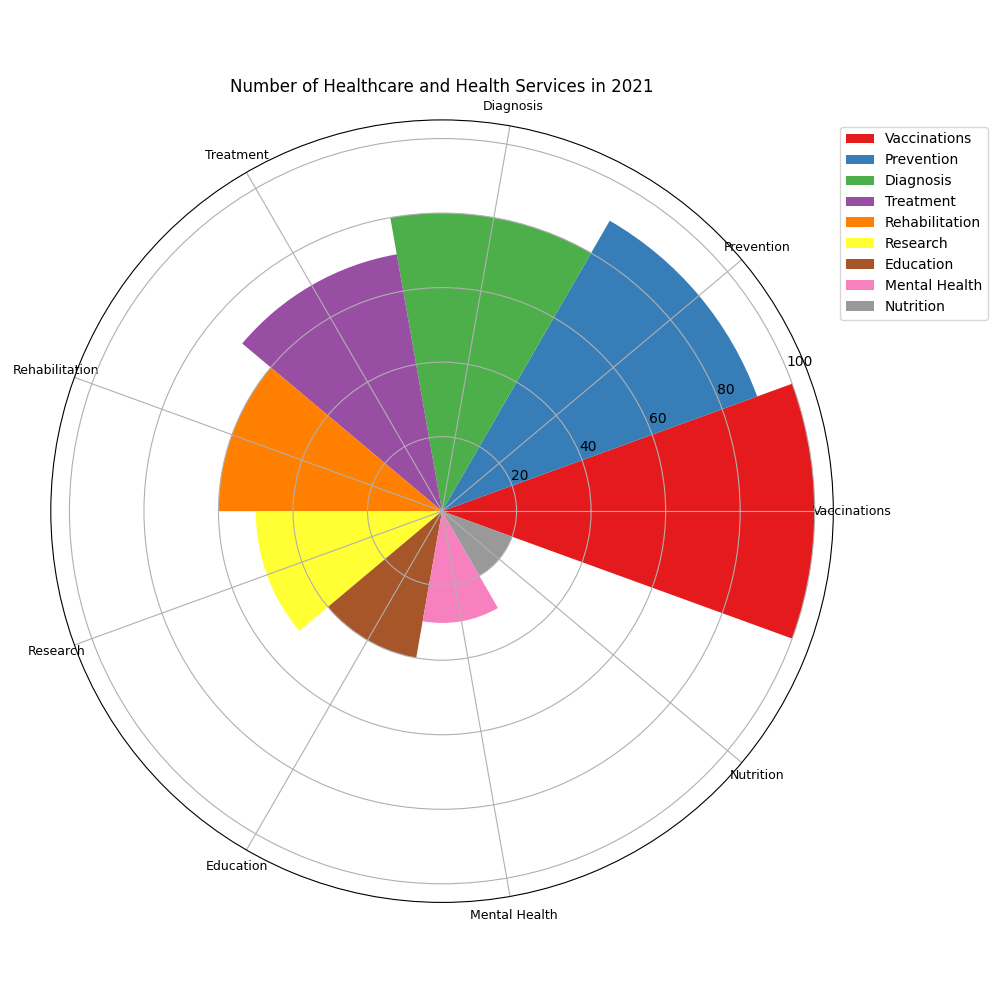 Number of Healthcare and Health Services in 2021
Diagnosis
Treatment
Prevention
Rehabilitation
Vaccinations
Research
Nutrition
Education
Mental Health
20
40
60
80
100
Vaccinations
Prevention
Diagnosis
Treatment
Rehabilitation
Research
Education
Mental Health
Nutrition